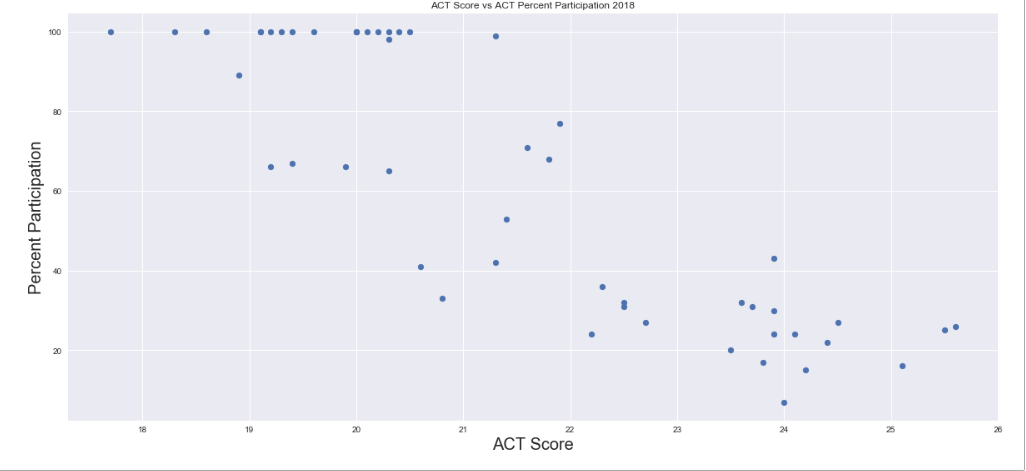 ACT Score vs ACT Percent Participation 2018
100
80
60
40
20
Percent Participation
18 19 20 21 22 23 24 25 26
ACT Score